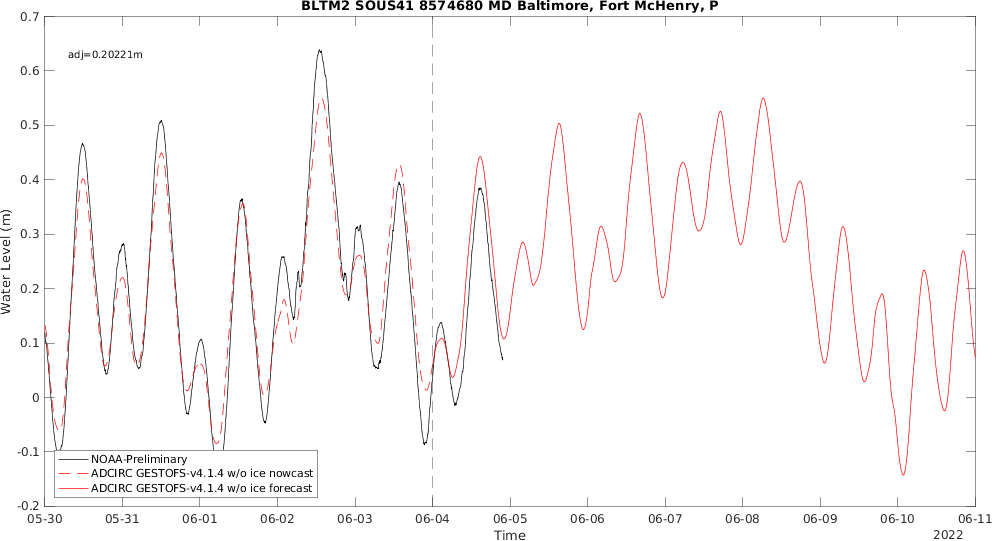 BLTM2 SOUS41 8574680 MD Baltimore, Fort McHenry, P
adj=0.20221m
Water Level (m)
0.7
0.6
0.5
0.4
0.3
0.2
0.1
0
-0.1
-0.2
NOAA-Preliminary
ADCIRC GESTOFS-v4.1.4 w/o ice nowcast
ADCIRC GESTOFS-v4.1.4 w/o ice forecast
05-30 05-31 06-01 06-02 06-03 06-04 06-05 06-06 06-07 06-08 06-09 06-10 06-11
Time
2022